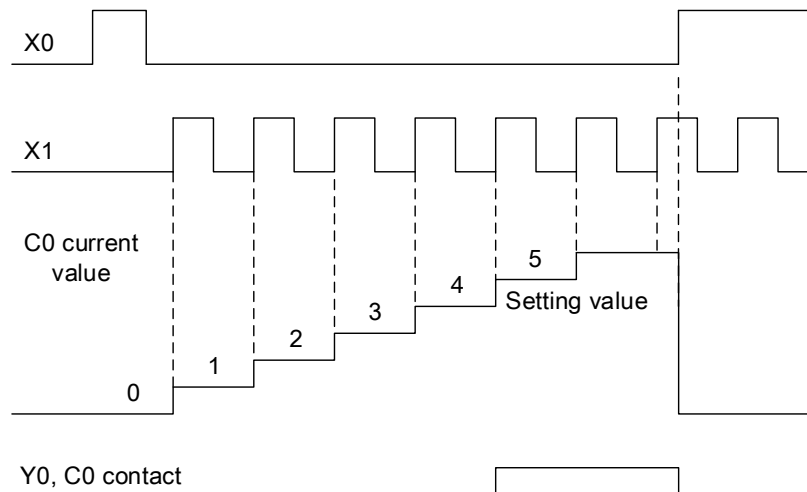 X0
X1
C0 current
value
5
4
Setting value
3
2
1
0
Y0, C0 contact